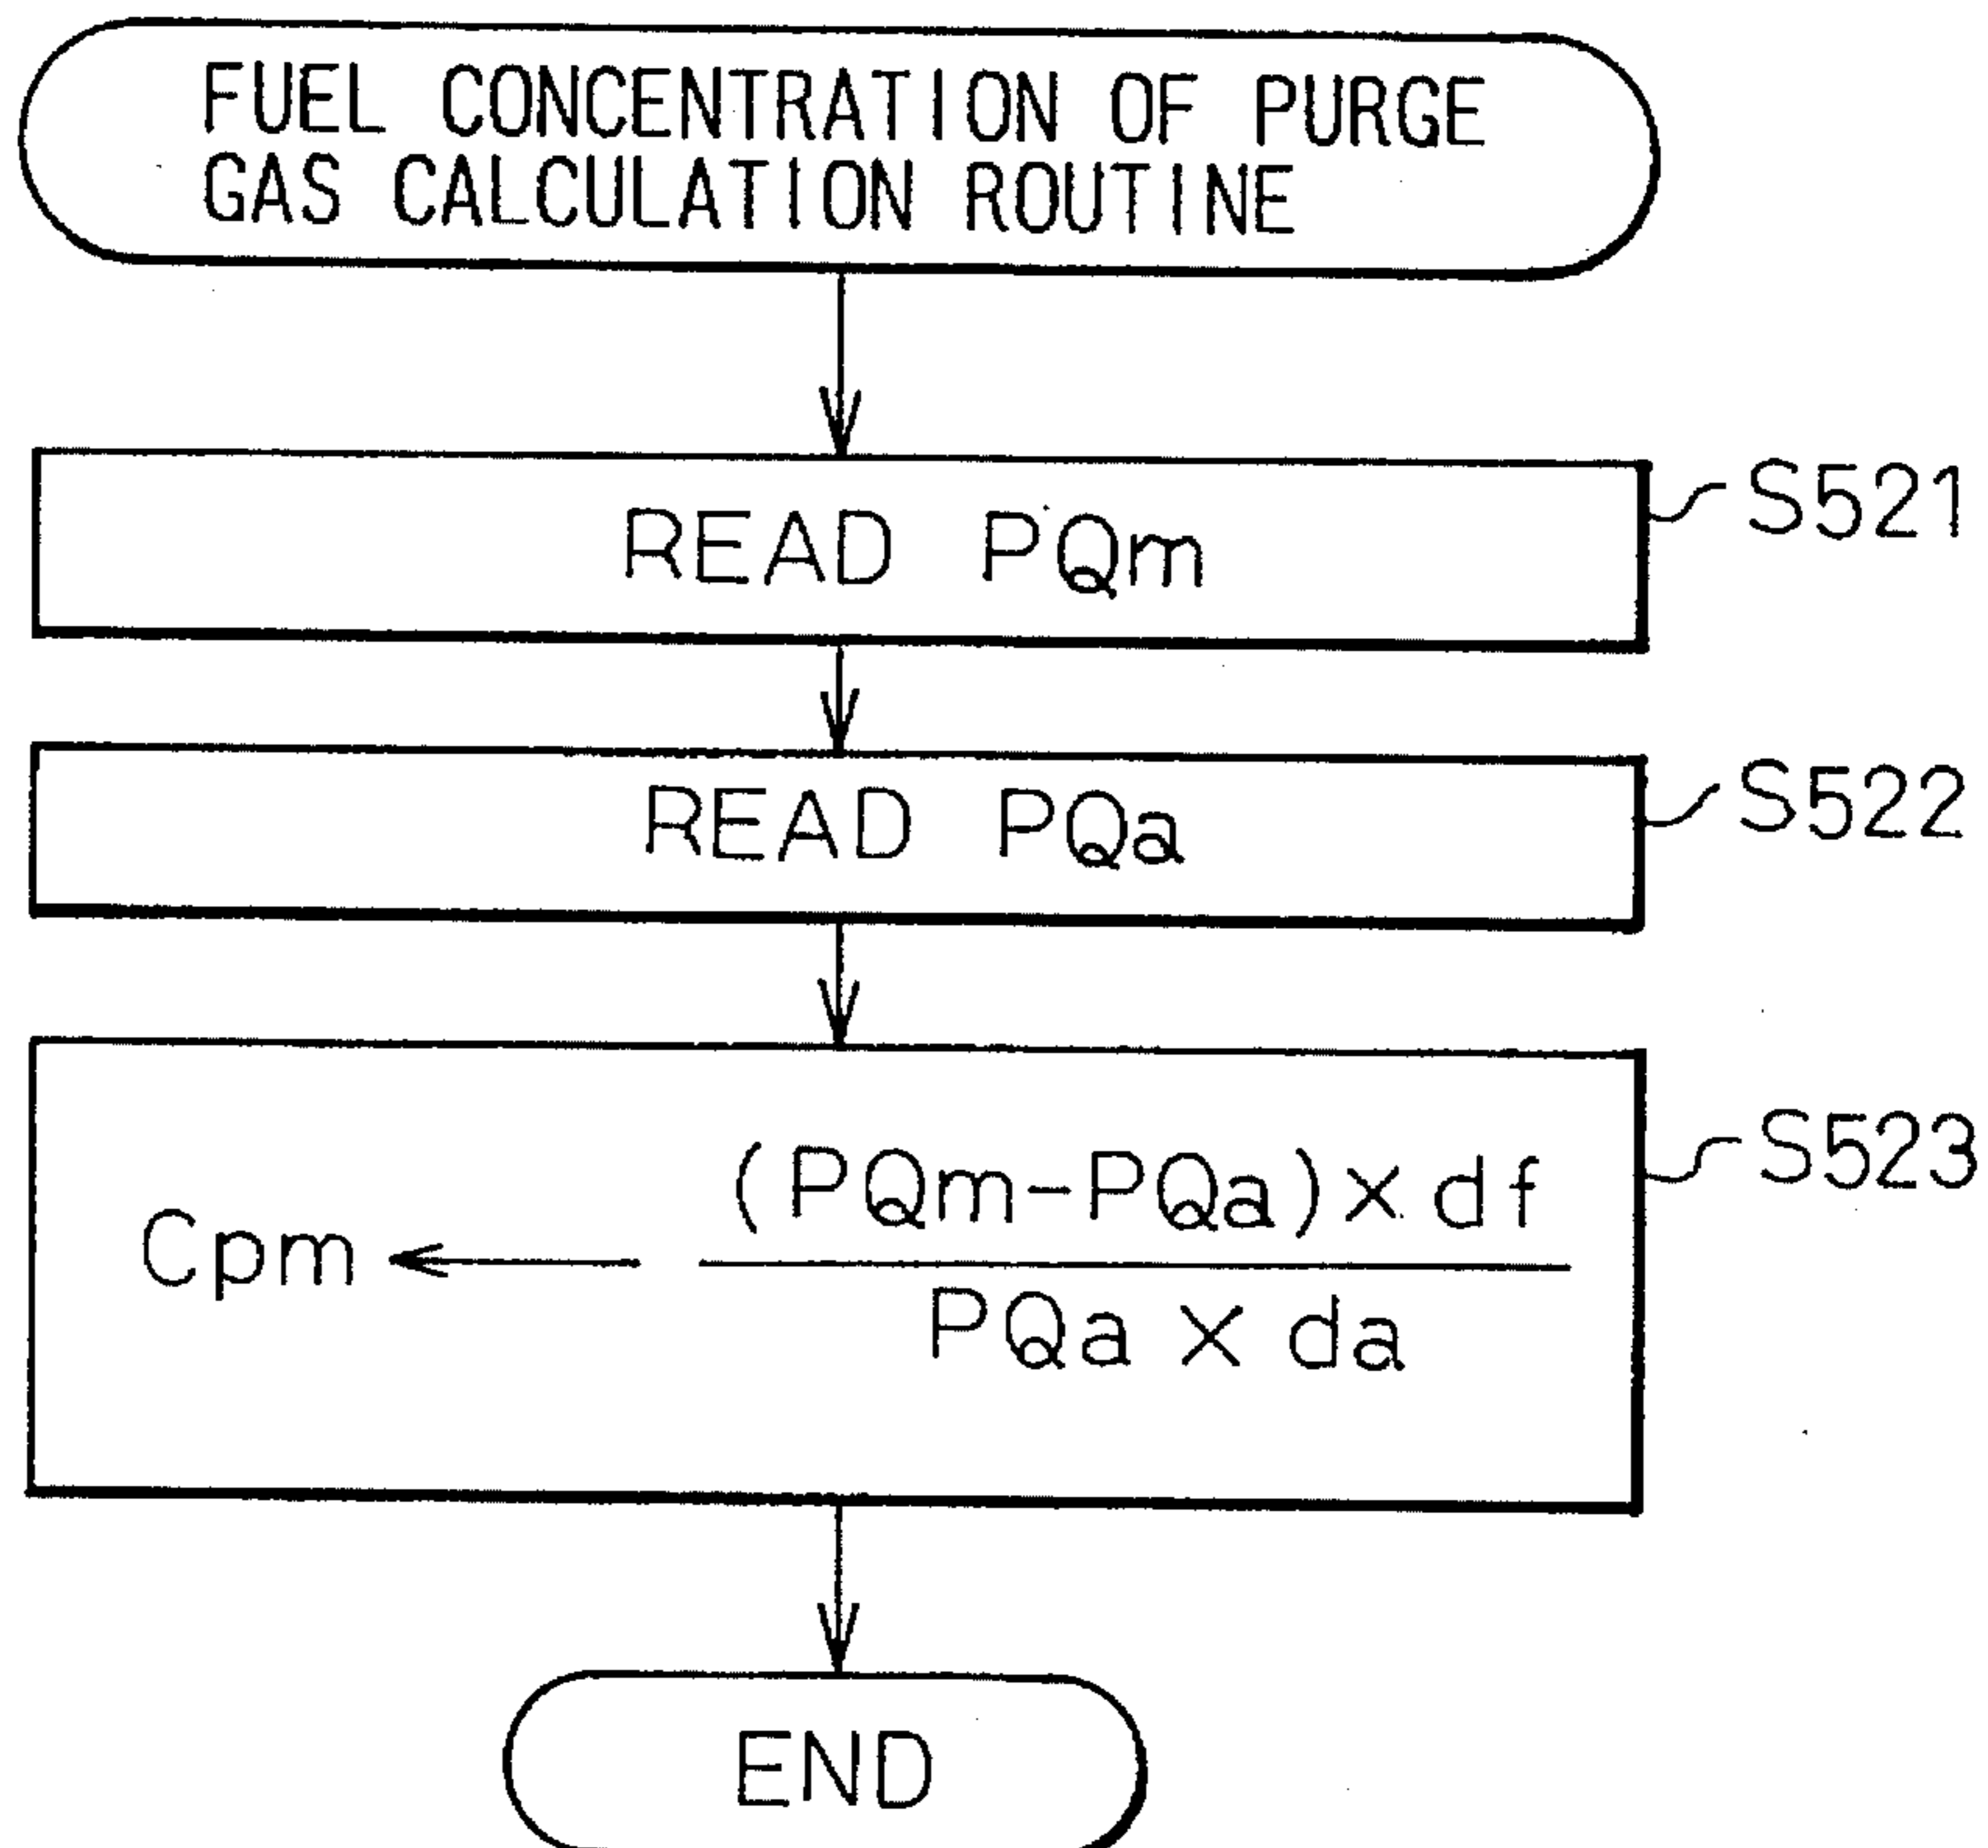 FUEL CONCENTRATION OF PURGE
GAS CALCULATION ROUTINE
READ PQm
S521
READ PQa
S522
S523
(PQm-PQa)×df
Cpm ←
PQa × da
END